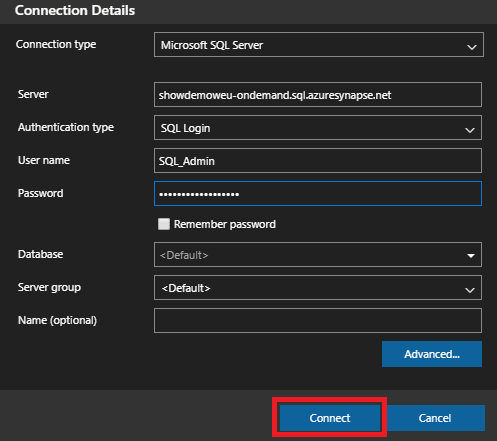 Connection Details
Connection type Microsoft SQL Server
Server showdemoweu-ondemand.sql.azuresynapse.net
Authentication type SQL Login
User name SQL_Admin
Password ••••••••••••••••••
Remember password
Database <Default>
Server group <Default>
Name (optional)
Advanced...
Connect Cancel